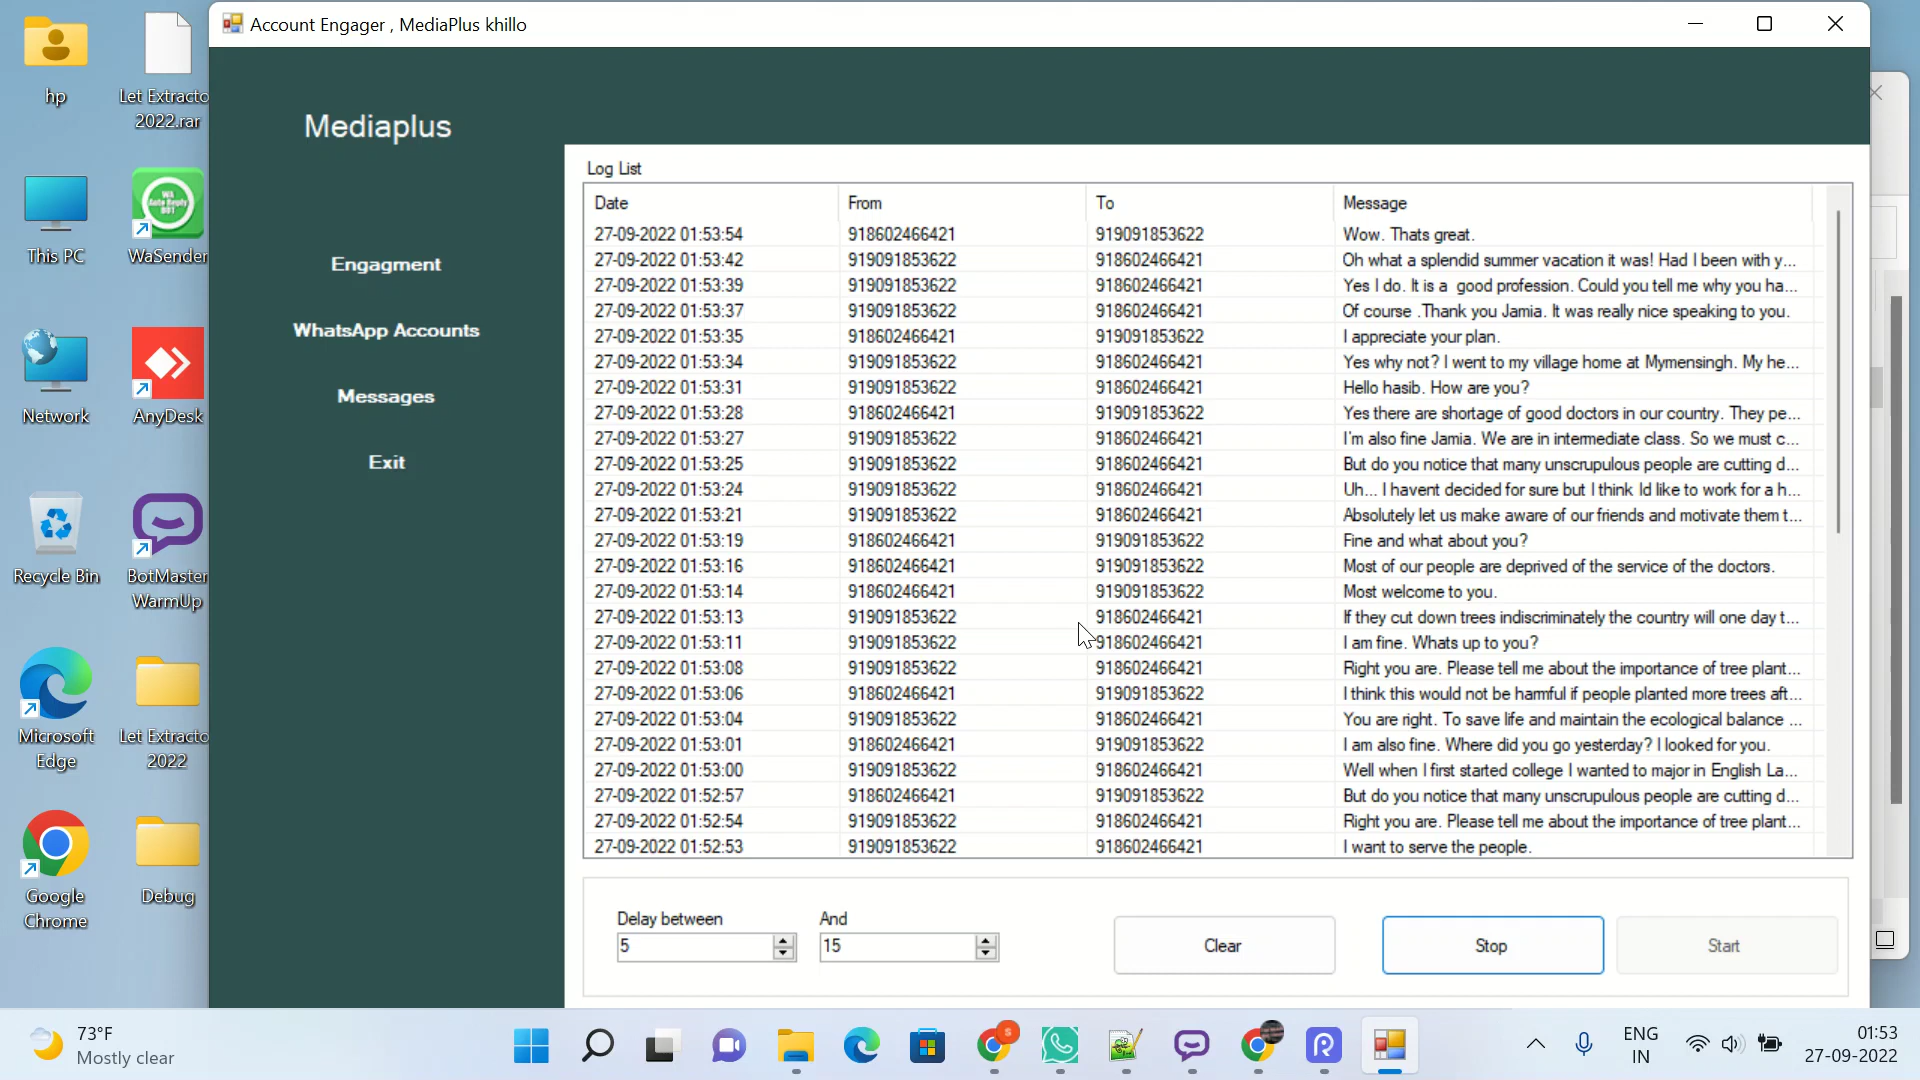 Account Engager , MediaPlus khillo
hp
Let Extracto
2022.rar
This PC
WaSender
Network
AnyDesk
Recycle Bin
BotMaster
WarmUp
Microsoft
Edge
Let Extracto
2022
Google
Chrome
Debug
WA
Auto Reply
BOT
Mediaplus
Engagment
WhatsApp Accounts
Messages
Exit
Log List
Date From To Message
27-09-2022 01:53:54 918602466421 919091853622 Wow. Thats great.
27-09-2022 01:53:42 919091853622 918602466421 Oh what a splendid summer vacation it was! Had I been with y...
27-09-2022 01:53:39 919091853622 918602466421 Yes I do. It is a  good profession. Could you tell me why you ha...
27-09-2022 01:53:37 919091853622 918602466421 Of course .Thank you Jamia. It was really nice speaking to you.
27-09-2022 01:53:35 918602466421 919091853622 I appreciate your plan.
27-09-2022 01:53:34 919091853622 918602466421 Yes why not? I went to my village home at Mymensingh. My he...
27-09-2022 01:53:31 919091853622 918602466421 Hello hasib. How are you?
27-09-2022 01:53:28 918602466421 919091853622 Yes there are shortage of good doctors in our country. They pe...
27-09-2022 01:53:27 919091853622 918602466421 I'm also fine Jamia. We are in intermediate class. So we must c...
27-09-2022 01:53:25 919091853622 918602466421 But do you notice that many unscrupulous people are cutting d...
27-09-2022 01:53:24 919091853622 918602466421 Uh... I havent decided for sure but I think Id like to work for a h...
27-09-2022 01:53:21 919091853622 918602466421 Absolutely let us make aware of our friends and motivate them t...
27-09-2022 01:53:19 918602466421 919091853622 Fine and what about you?
27-09-2022 01:53:16 918602466421 919091853622 Most of our people are deprived of the service of the doctors.
27-09-2022 01:53:14 918602466421 919091853622 Most welcome to you.
27-09-2022 01:53:13 919091853622 918602466421 If they cut down trees indiscriminately the country will one day t...
27-09-2022 01:53:11 919091853622 918602466421 I am fine. Whats up to you?
27-09-2022 01:53:08 919091853622 918602466421 Right you are. Please tell me about the importance of tree plant...
27-09-2022 01:53:06 918602466421 919091853622 I think this would not be harmful if people planted more trees aft...
27-09-2022 01:53:04 919091853622 918602466421 You are right. To save life and maintain the ecological balance ...
27-09-2022 01:53:01 918602466421 919091853622 I am also fine. Where did you go yesterday? I looked for you.
27-09-2022 01:53:00 919091853622 918602466421 Well when I first started college I wanted to major in English La...
27-09-2022 01:52:57 918602466421 919091853622 But do you notice that many unscrupulous people are cutting d...
27-09-2022 01:52:54 919091853622 918602466421 Right you are. Please tell me about the importance of tree plant...
27-09-2022 01:52:53 919091853622 918602466421 I want to serve the people.
Delay between And
5 15 Clear Stop Start
73°F
Mostly clear
ENG
IN
01:53
27-09-2022